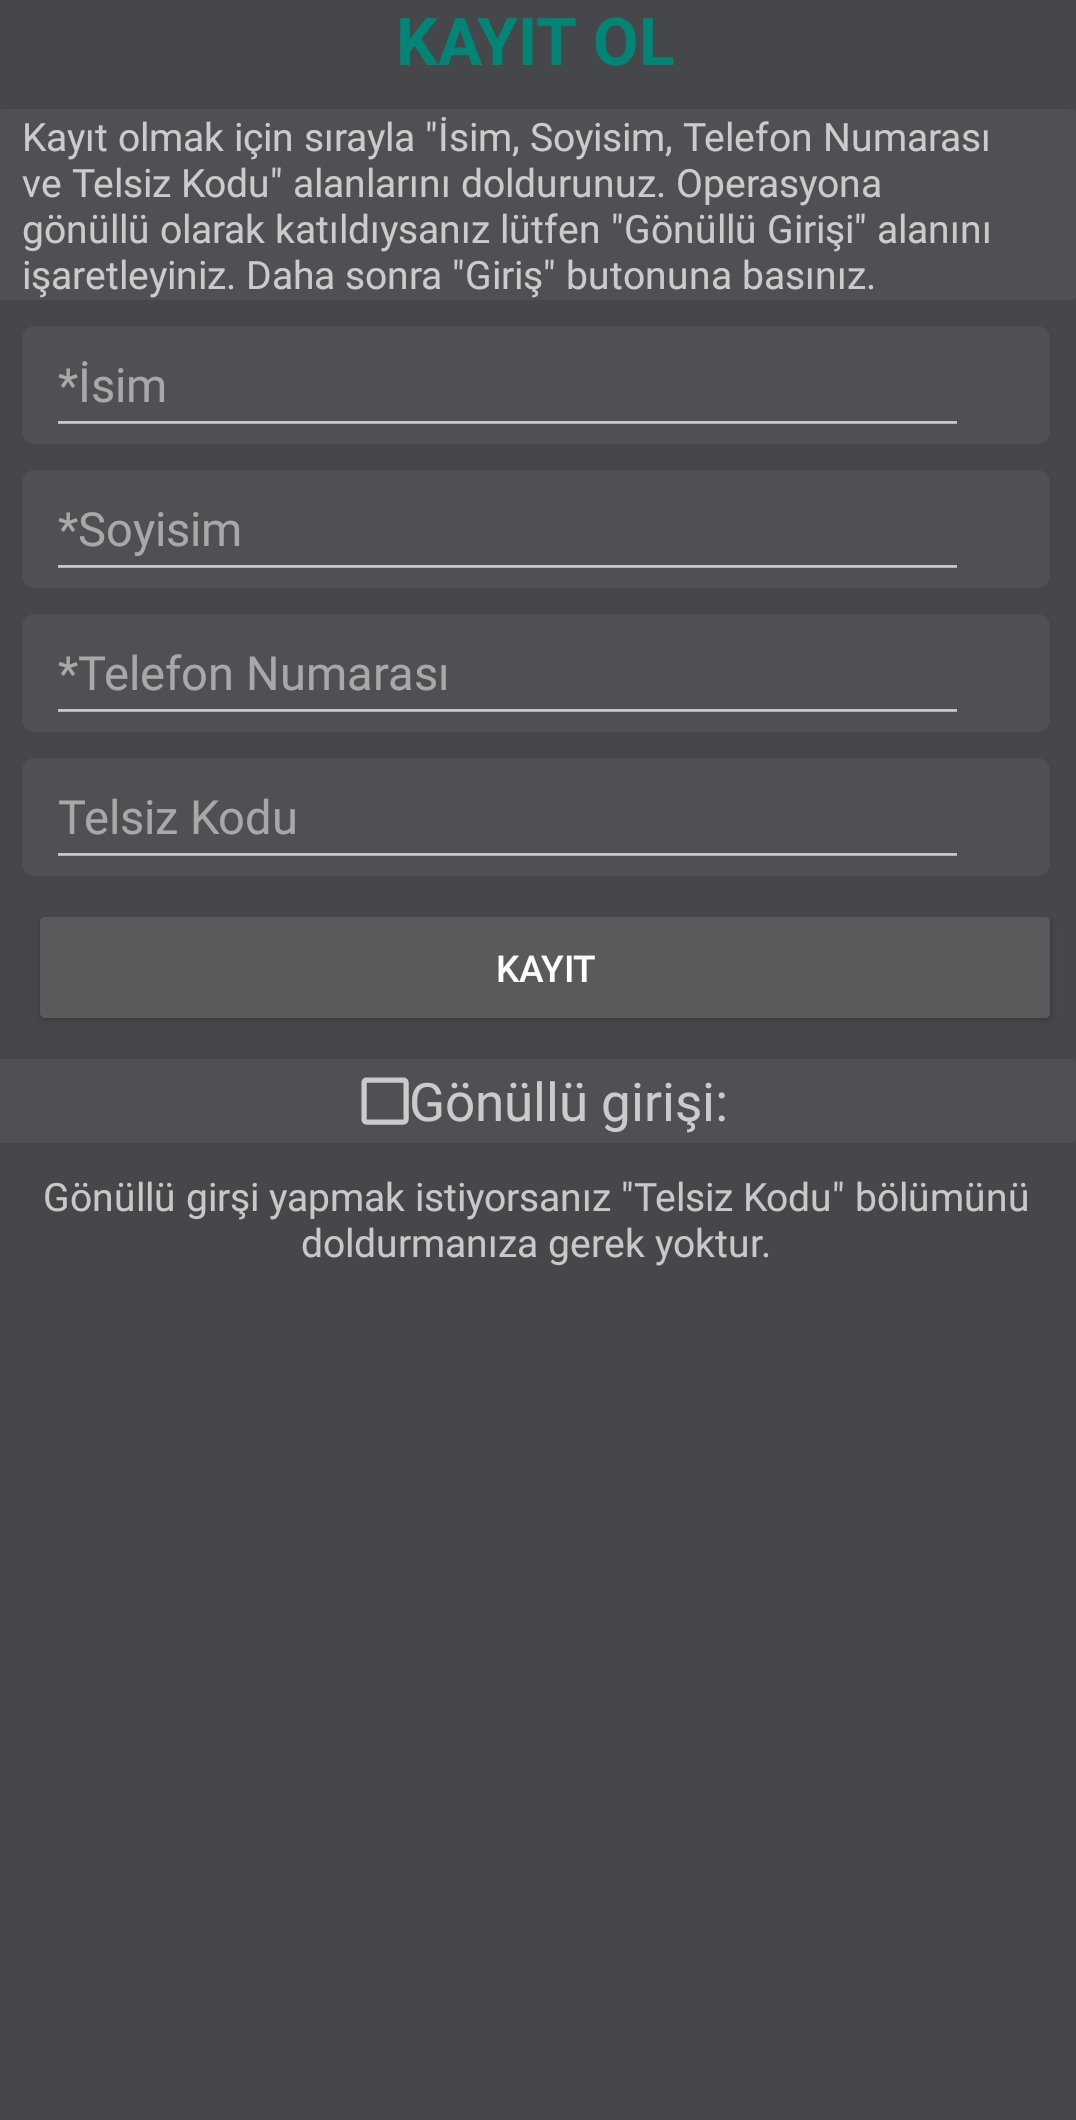 KAYIT OL
Kayıt olmak için sırayla "İsim, Soyisim, Telefon Numarası
ve Telsiz Kodu" alanlarını doldurunuz. Operasyona
gönüllü olarak katıldıysanız lütfen "Gönüllü Girişi" alanını
işaretleyiniz. Daha sonra "Giriş" butonuna basınız.
*İsim
*Soyisim
*Telefon Numarası
Telsiz Kodu
KAYIT
Gönüllü girişi:
Gönüllü girşi yapmak istiyorsanız "Telsiz Kodu" bölümünü
doldurmanıza gerek yoktur.